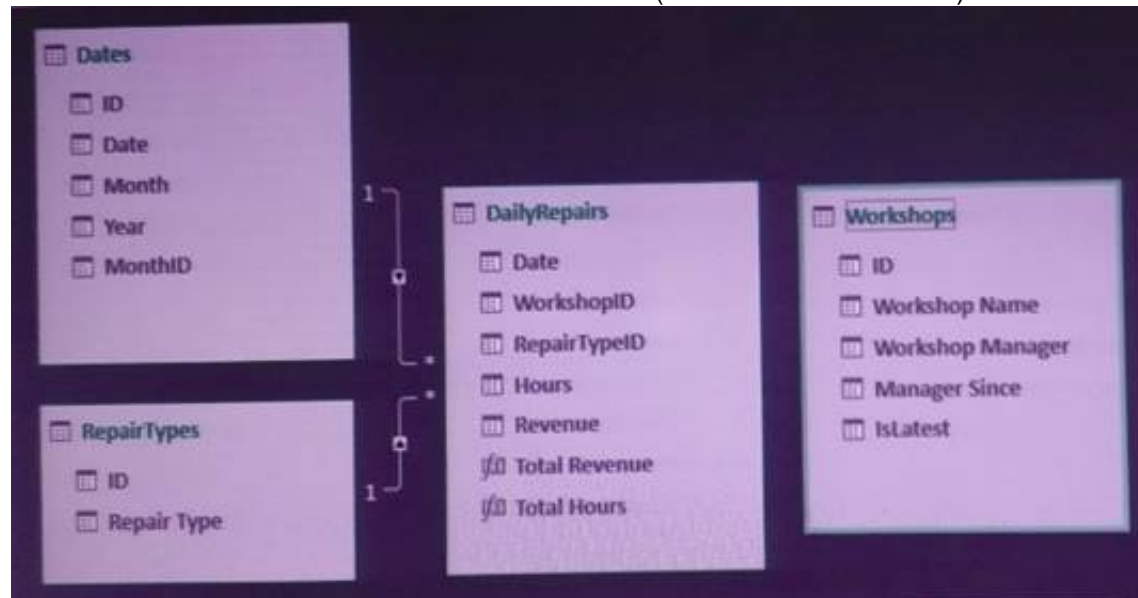 Dates
ID
Date
Month
Year
MonthID
1
*
DailyRepairs
Date
WorkshopID
RepairTypeID
Hours
Revenue
Total Revenue
Total Hours
Workshops
ID
Workshop Name
Workshop Manager
Manager Since
IsLatest
RepairTypes
ID
Repair Type
*
1